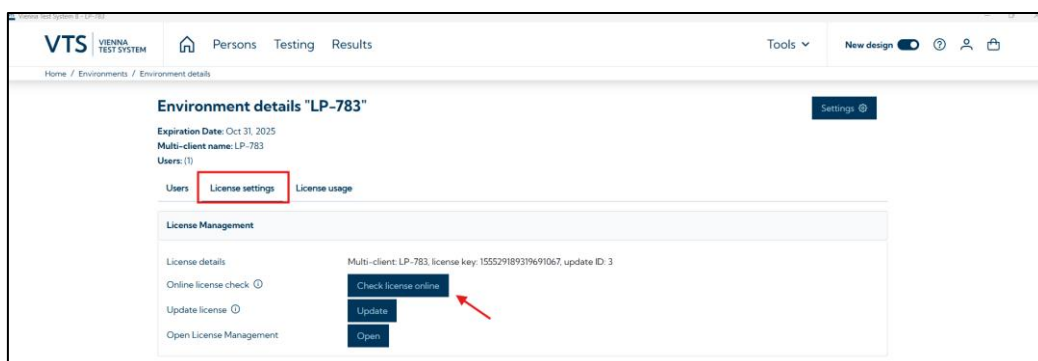 Vienna Test System 8 - LP-783
VTS VIENNA TEST SYSTEM Persons Testing Results Tools New design
Home / Environments / Environment details
Environment details "LP-783"
Settings
Expiration Date: Oct 31, 2025
Multi-client name: LP-783
Users: (1)
Users License settings License usage
License Management
License details Multi-client: LP-783, license key: 155529189319691067, update ID: 3
Online license check Check license online
Update license Update
Open License Management Open